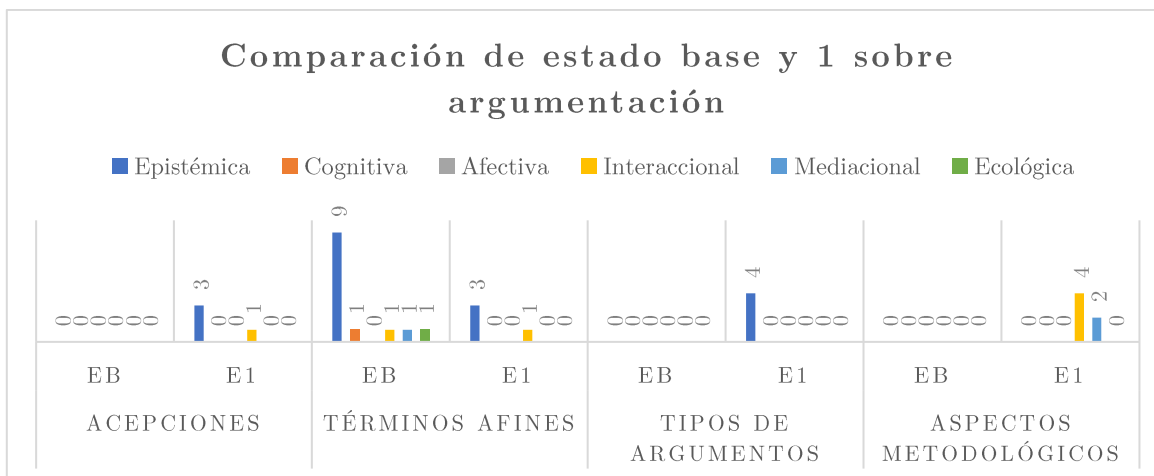 Comparación de estado base y 1 sobre
argumentación
Epistémica Cognitiva Afectiva Interaccional Mediacional Ecológica
0 0 0 0 0 0 3 0 0 1 0 0 9 1 0 1 1 1 3 0 0 1 0 0 0 0 0 0 0 0 4 0 0 0 0 0 0 0 0 0 0 0 0 0 0 4 2 0
EB E1 EB E1 EB E1 EB E1
ACEPCIONES TÉRMINOS AFINES TIPOS DE ARGUMENTOS ASPECTOS METODOLÓGICOS